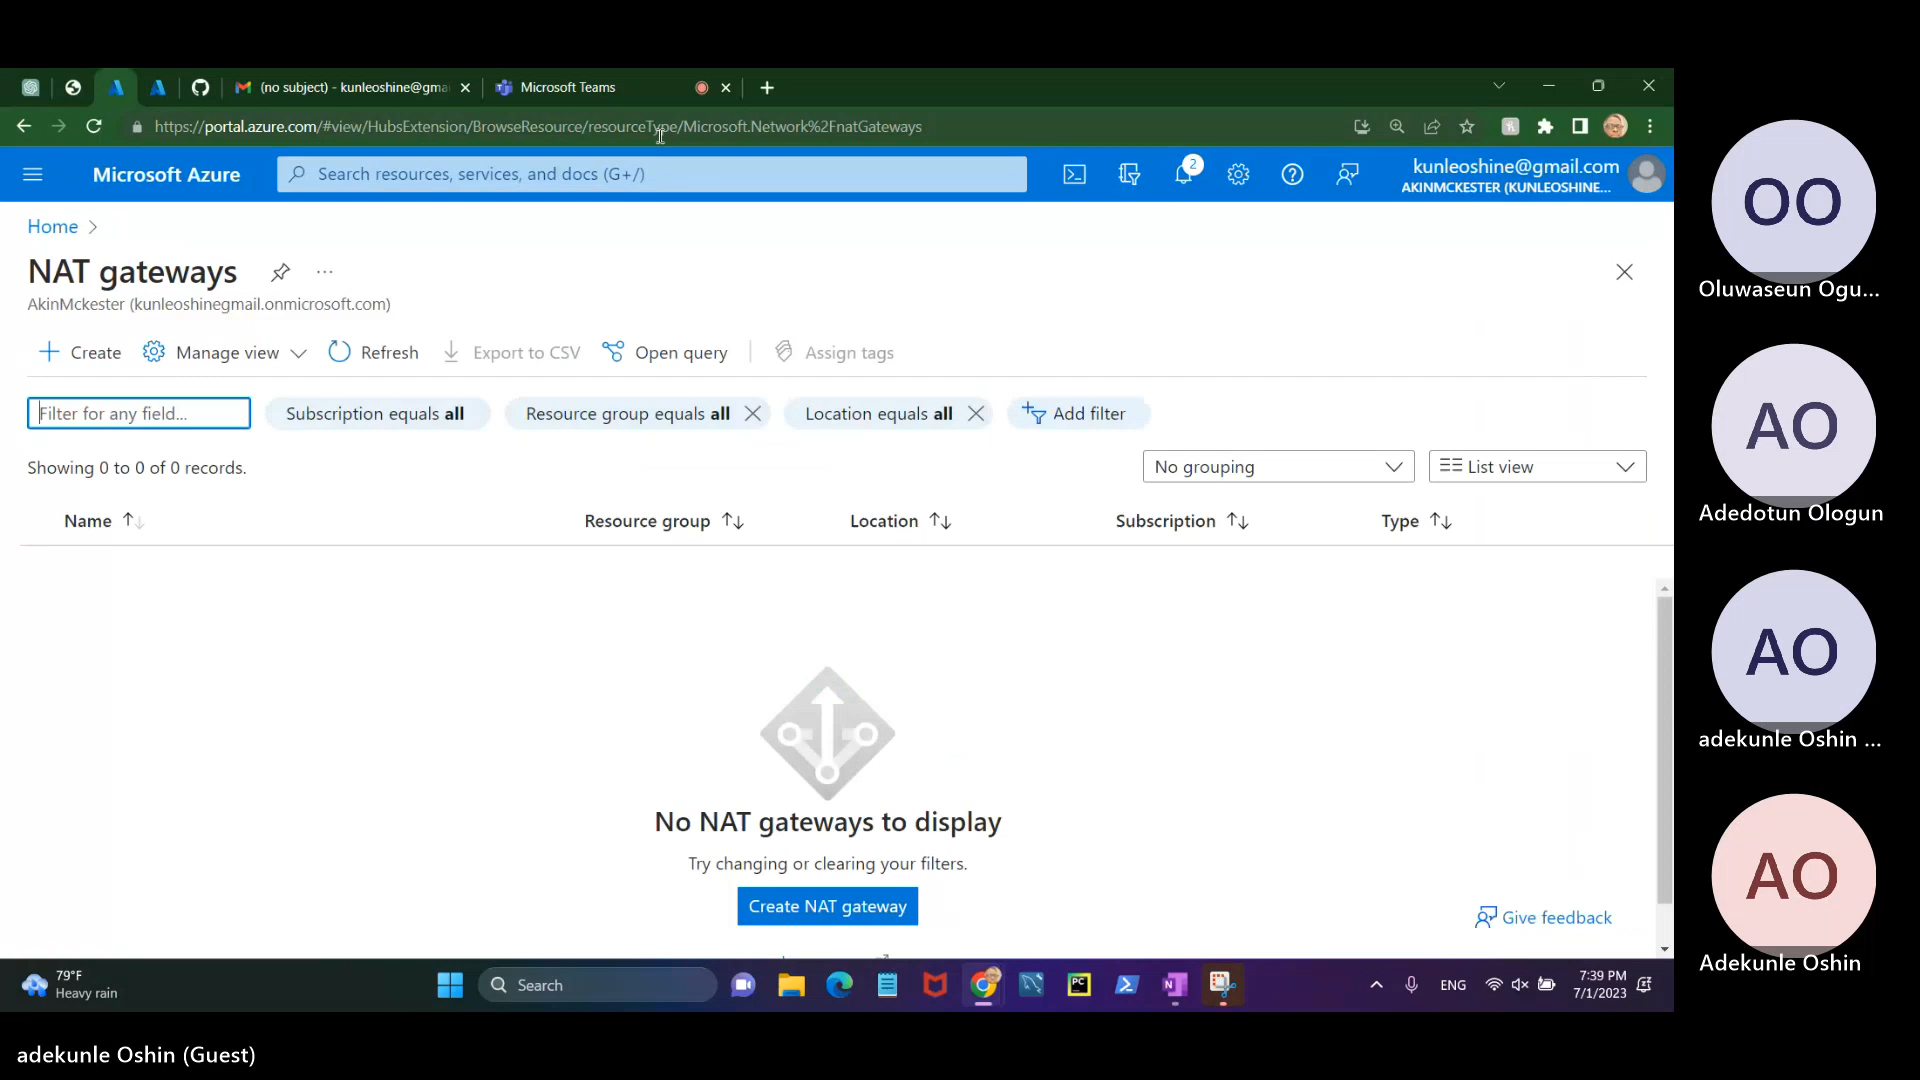 (no subject) - kunleoshine@gma
Microsoft Teams
https://portal.azure.com/#view/HubsExtension/BrowseResource/resourceType/Microsoft.Network%2FnatGateways
Microsoft Azure
Search resources, services, and docs (G+/)
2
kunleoshine@gmail.com
AKINMCKESTER (KUNLEOSHINE...
Home
NAT gateways
AkinMckester (kunleoshinegmail.onmicrosoft.com)
Create
Manage view
Refresh
Export to CSV
Open query
Assign tags
Filter for any field...
Subscription equals all
Resource group equals all
Location equals all
Add filter
Showing 0 to 0 of 0 records.
No grouping
List view
Name
Resource group
Location
Subscription
Type
No NAT gateways to display
Try changing or clearing your filters.
Create NAT gateway
Give feedback
79°F
Heavy rain
Search
PC
N
ENG
7:39 PM
7/1/2023
OO
Oluwaseun Ogu...
AO
Adedotun Ologun
AO
adekunle Oshin ...
AO
Adekunle Oshin
adekunle Oshin (Guest)